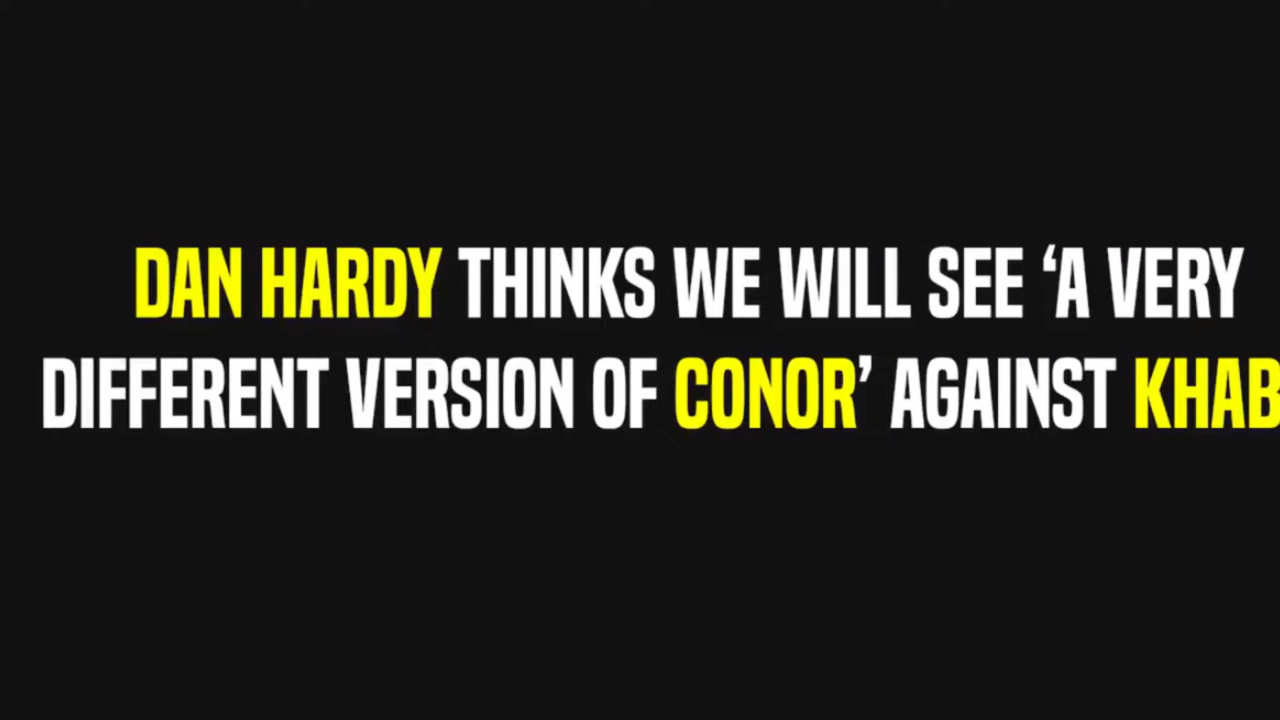 DAN HARDY THINKS WE WILL SEE ‘A VERY
DIFFERENT VERSION OF CONOR’ AGAINST KHAB